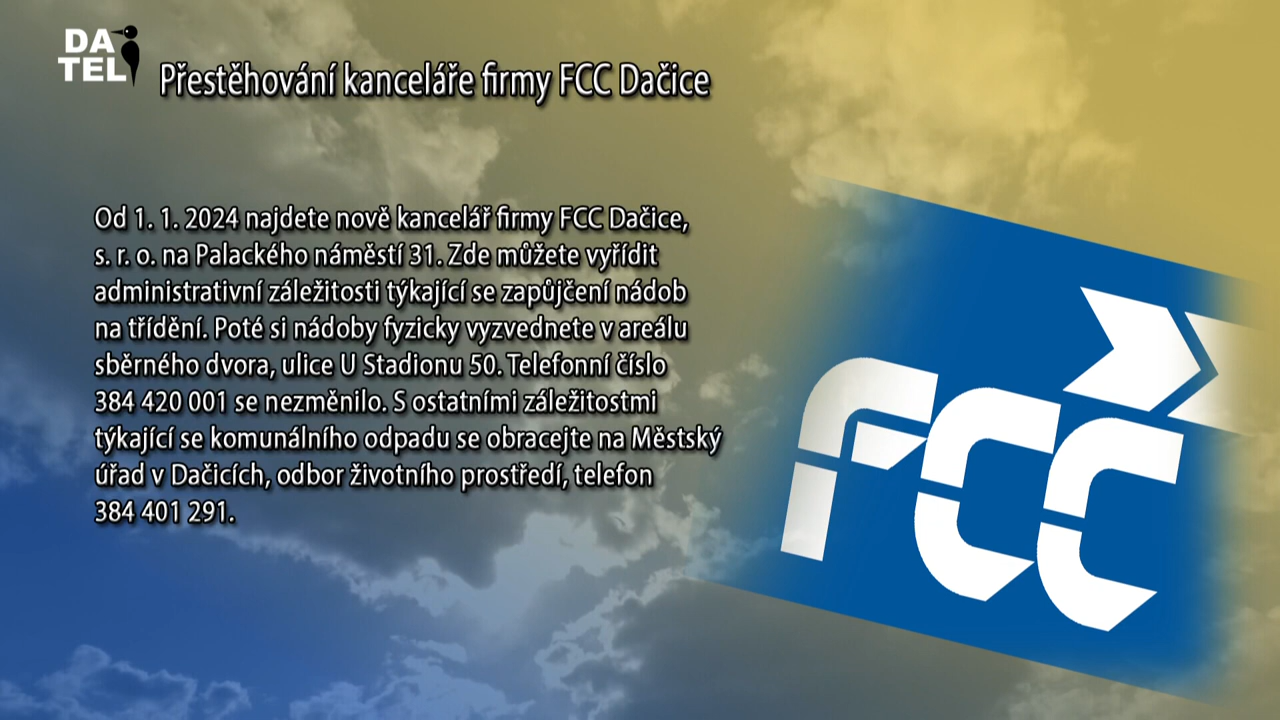 DA
TEL
Přestěhování kanceláře firmy FCC Dačice
Od 1. 1. 2024 najdete nově kancelář firmy FCC Dačice,
s. r. o. na Palackého náměstí 31. Zde můžete vyřídit
administrativní záležitosti týkající se zapůjčení nádob
na třídění. Poté si nádoby fyzicky vyzvednete v areálu
sběrného dvora, ulice U Stadionu 50. Telefonní číslo
384 420 001 se nezměnilo. S ostatními záležitostmi
týkající se komunálního odpadu se obracejte na Městský
úřad v Dačicích, odbor životního prostředí, telefon
384 401 291.
FCC